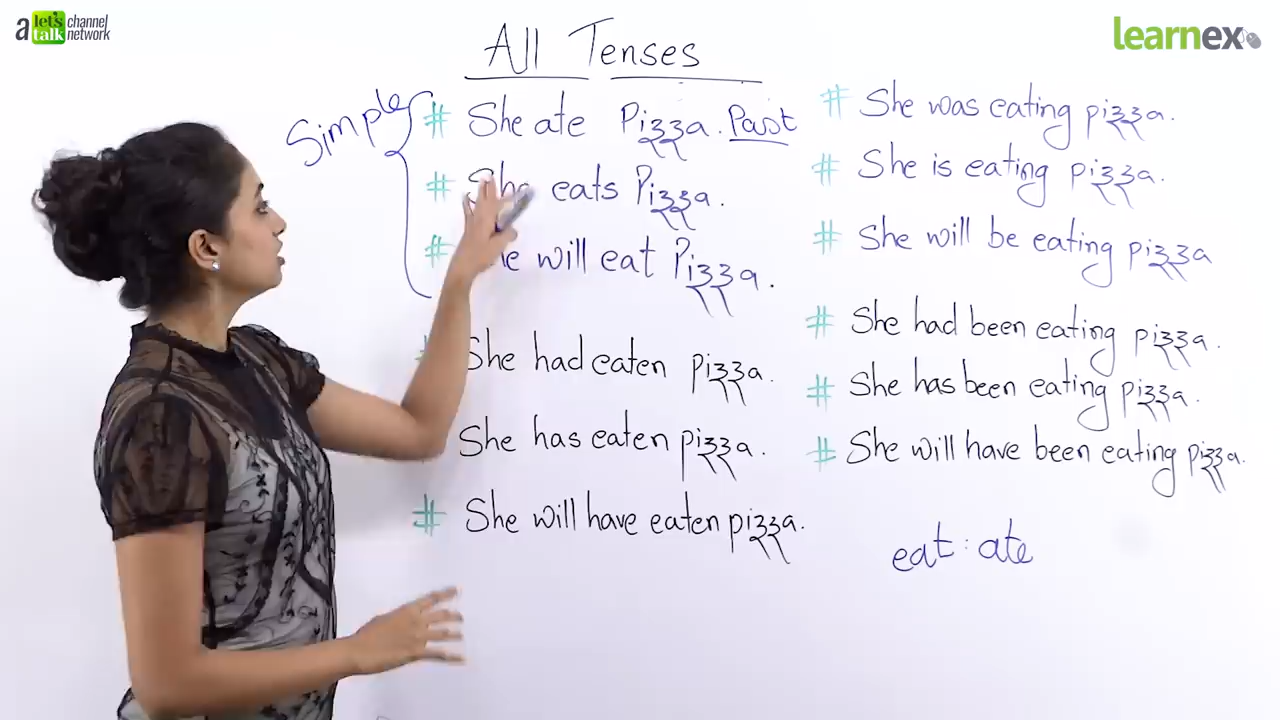 a let's talk channel network
learnex
All Tenses
Simple
# She ate Pizza. Past
# She eats Pizza.
# She will eat Pizza.
She had eaten pizza.
She has eaten pizza.
# She will have eaten pizza.
# She was eating pizza.
# She is eating pizza.
# She will be eating pizza
# She had been eating pizza.
# She has been eating pizza.
# She will have been eating pizza.
eat : ate